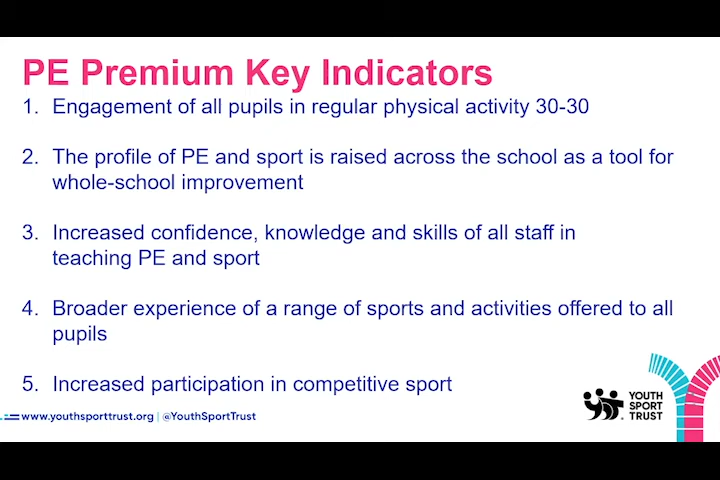 PE Premium Key Indicators
1. Engagement of all pupils in regular physical activity 30-30
2. The profile of PE and sport is raised across the school as a tool for
whole-school improvement
3. Increased confidence, knowledge and skills of all staff in
teaching PE and sport
4. Broader experience of a range of sports and activities offered to all
pupils
5. Increased participation in competitive sport
www.youthsporttrust.org | @YouthSportTrust
YOUTH
SPORT
TRUST